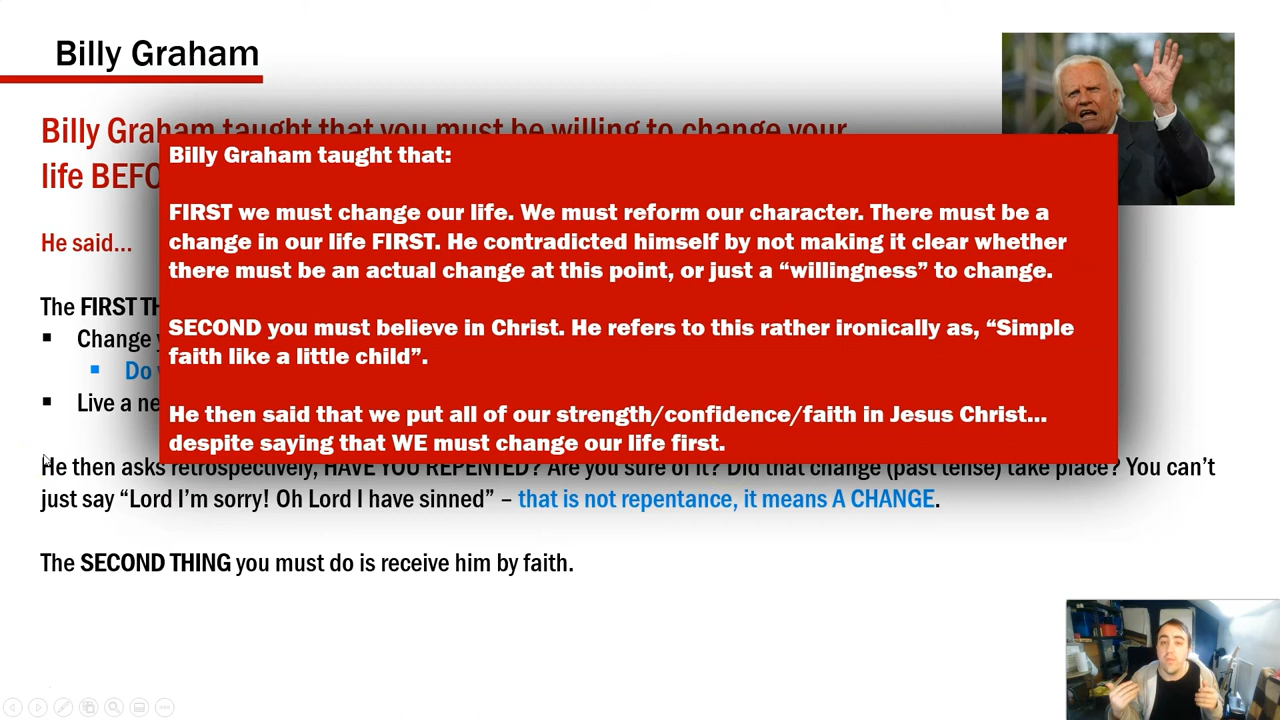 Billy Graham
Billy Graham taught that you must be willing to change your
life BEFO
Billy Graham taught that:
FIRST we must change our life. We must reform our character. There must be a
change in our life FIRST. He contradicted himself by not making it clear whether
there must be an actual change at this point, or just a “willingness” to change.
SECOND you must believe in Christ. He refers to this rather ironically as, “Simple
faith like a little child”.
He then said that we put all of our strength/confidence/faith in Jesus Christ...
despite saying that WE must change our life first.
He said...
The FIRST TH
Change
Do
Live a ne
He then asks retrospectively, HAVE YOU REPENTED? Are you sure of it? Did that change (past tense) take place? You can’t
just say “Lord I’m sorry! Oh Lord I have sinned” – that is not repentance, it means A CHANGE.
The SECOND THING you must do is receive him by faith.